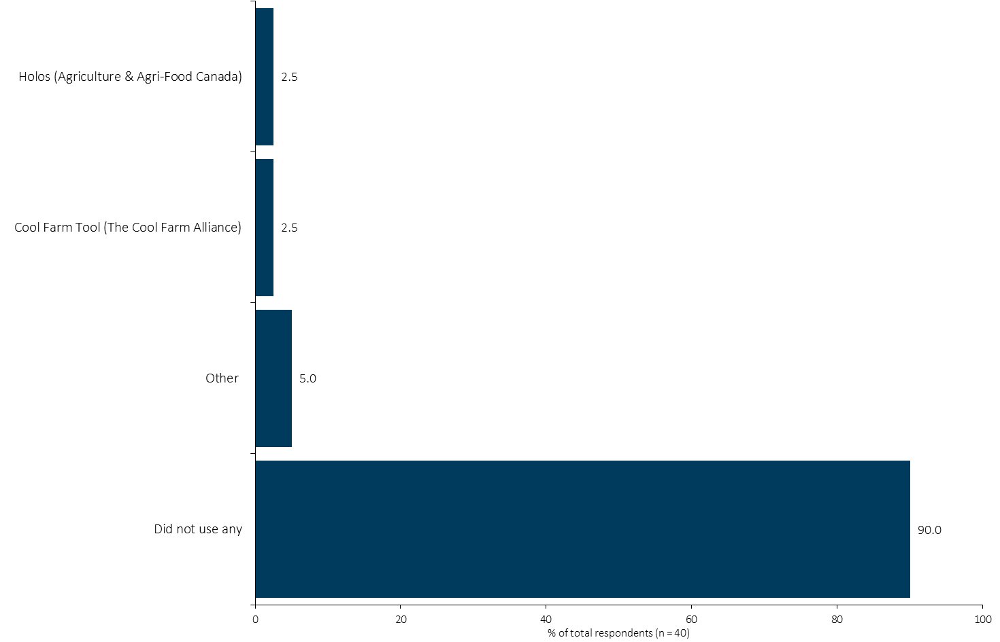 Holos (Agriculture & Agri-Food Canada)
2.5
Cool Farm Tool (The Cool Farm Alliance)
2.5
Other
5.0
Did not use any
90.0
0 20 40 60 80 100
% of total respondents (n = 40)